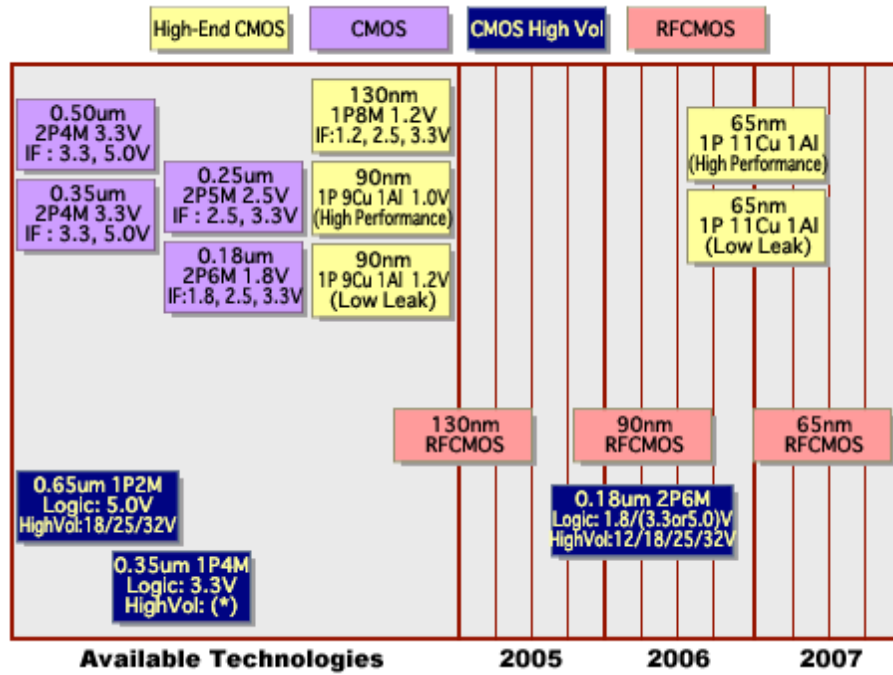 High-End CMOS
CMOS
CMOS High Vol
RFCMOS
0.50um
2P4M 3.3V
IF : 3.3, 5.0V
0.35um
2P4M 3.3V
IF : 3.3, 5.0V
0.25um
2P5M 2.5V
IF : 2.5, 3.3V
0.18um
2P6M 1.8V
IF:1.8, 2.5, 3.3V
130nm
1P8M 1.2V
IF:1.2, 2.5, 3.3V
90nm
1P 9Cu 1Al 1.0V
(High Performance)
90nm
1P 9Cu 1Al 1.2V
(Low Leak)
65nm
1P 11Cu 1Al
(High Performance)
65nm
1P 11Cu 1Al
(Low Leak)
130nm
RFCMOS
90nm
RFCMOS
65nm
RFCMOS
0.65um 1P2M
Logic: 5.0V
HighVol:18/25/32V
0.35um 1P4M
Logic: 3.3V
HighVol: (*)
0.18um 2P6M
Logic: 1.8/(3.3or5.0)V
HighVol:12/18/25/32V
Available Technologies
2005
2006
2007